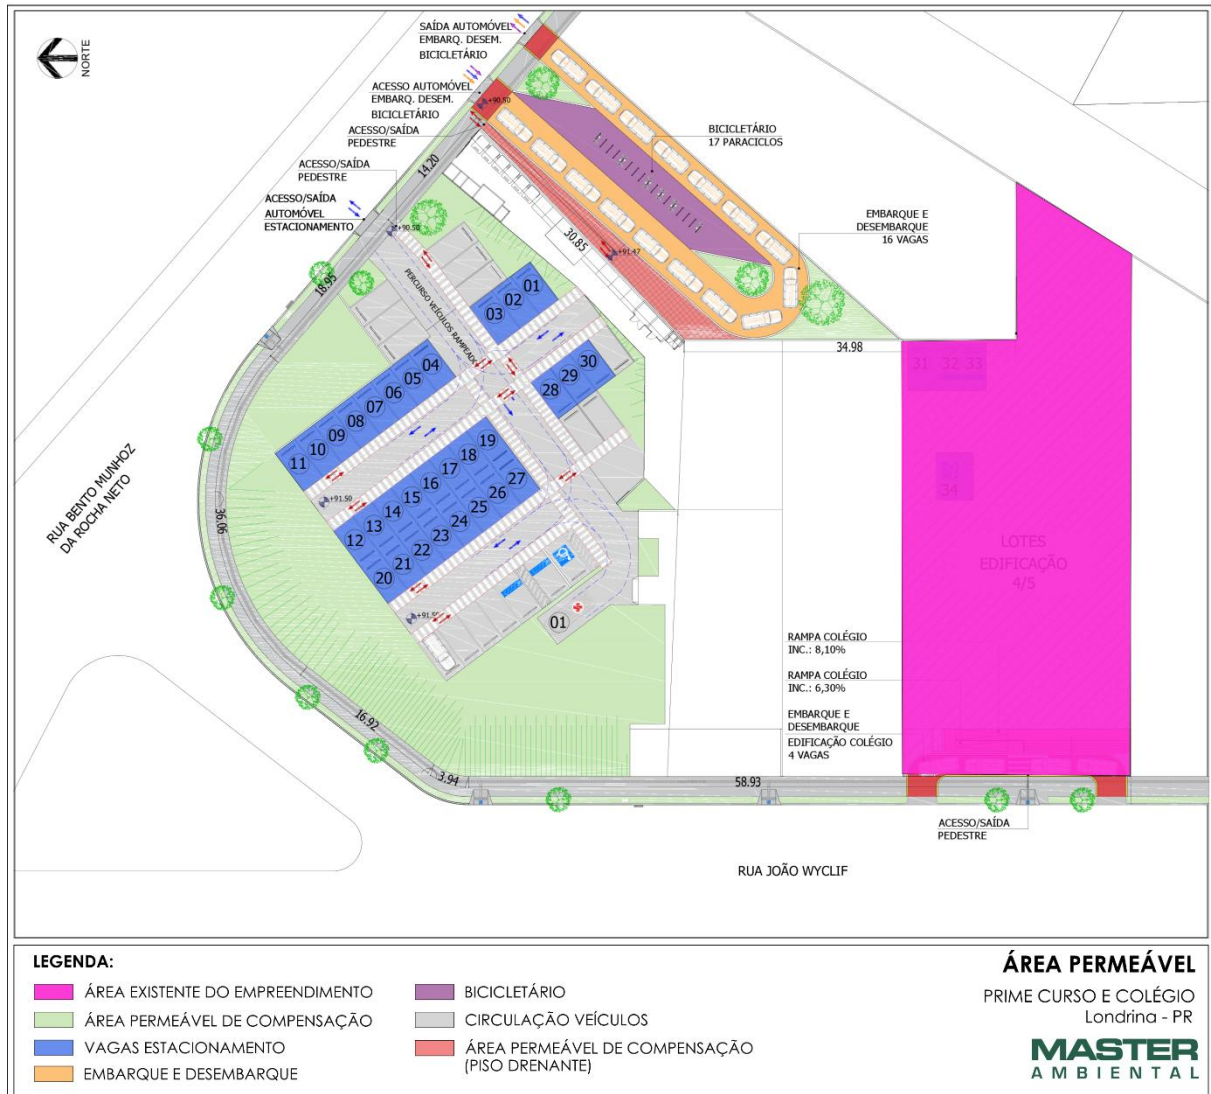 NORTE
SAÍDA AUTOMÓVEL
EMBARQ. DESEM.
BICICLETÁRIO
ACESSO AUTOMÓVEL
EMBARQ. DESEM.
BICICLETÁRIO
ACESSO/SAÍDA
PEDESTRE
ACESSO/SAÍDA
PEDESTRE
ACESSO/SAÍDA
AUTOMÓVEL
ESTACIONAMENTO
+90.50
+90.50
14.20
BICICLETÁRIO
17 PARACICLOS
EMBARQUE E
DESEMBARQUE
16 VAGAS
30.85
+91.47
18.95
PERCURSO VEÍCULOS RAMPEADO
34.98
01
02
03
04
05
06
07
08
09
10
11
30
29
28
31 32 33
34
19
18
17
16
15
14
13
12
27
26
25
24
23
22
21
20
+91.50
+91.50
01
36.06
RUA BENTO MUNHOZ
DA ROCHA NETO
LOTES
EDIFICAÇÃO
4/5
RAMPA COLÉGIO
INC.: 8,10%
RAMPA COLÉGIO
INC.: 6,30%
EMBARQUE E
DESEMBARQUE
EDIFICAÇÃO COLÉGIO
4 VAGAS
16.92
3.94
58.93
ACESSO/SAÍDA
PEDESTRE
RUA JOÃO WYCLIF
LEGENDA:
ÁREA EXISTENTE DO EMPREENDIMENTO
ÁREA PERMEÁVEL DE COMPENSAÇÃO
VAGAS ESTACIONAMENTO
EMBARQUE E DESEMBARQUE
BICICLETÁRIO
CIRCULAÇÃO VEÍCULOS
ÁREA PERMEÁVEL DE COMPENSAÇÃO
(PISO DRENANTE)
ÁREA PERMEÁVEL
PRIME CURSO E COLÉGIO
Londrina - PR
MASTER
AMBIENTAL